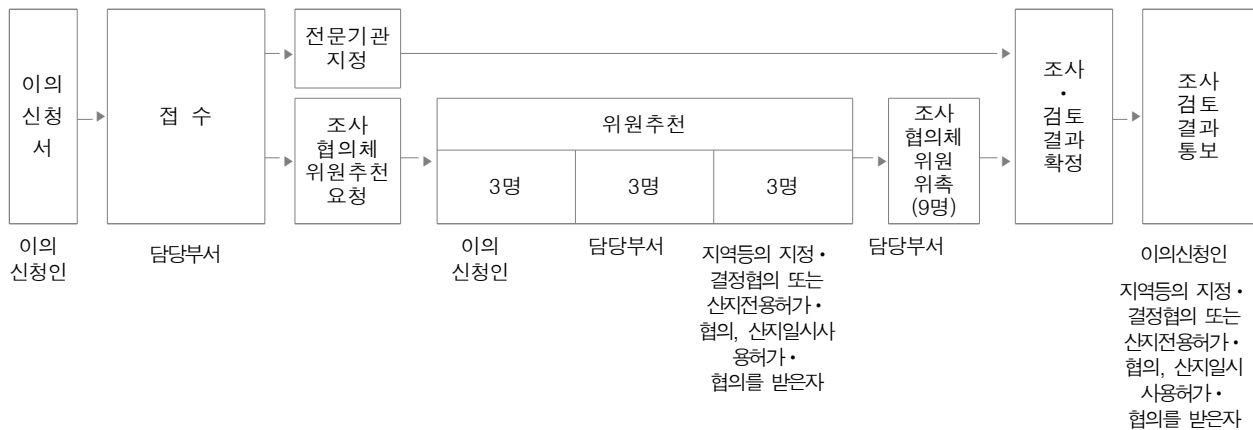 이의
신청
서
접 수
전문기관
지정
조사
협의체
위원추천
요청
위원추천
3명
3명
3명
조사
협의체
위원
위촉
(9명)
조사
·
검토
결과
확정
조사
검토
결과
통보
이의
신청인
담당부서
이의
신청인
담당부서
지역등의 지정·
결정협의 또는
산지전용허가·
협의, 산지일시사
용허가·
협의를 받은자
담당부서
이의신청인
지역등의 지정·
결정협의 또는
산지전용허가·
협의, 산지일시
사용허가·
협의를 받은자